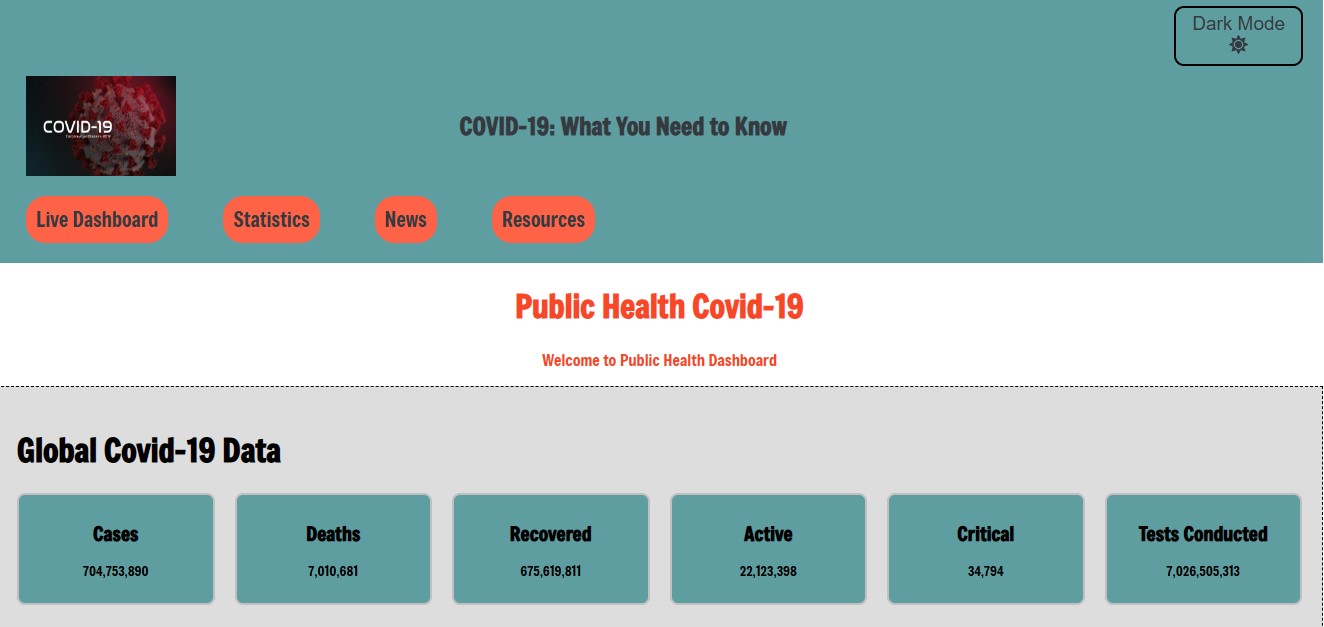 Dark Mode
COVID-19
COVID-19: What You Need to Know
Live Dashboard
Statistics
News
Resources
Public Health Covid-19
Welcome to Public Health Dashboard
Global Covid-19 Data
Cases
704,753,890
Deaths
7,010,681
Recovered
675,619,811
Active
22,123,398
Critical
34,794
Tests Conducted
7,026,505,313